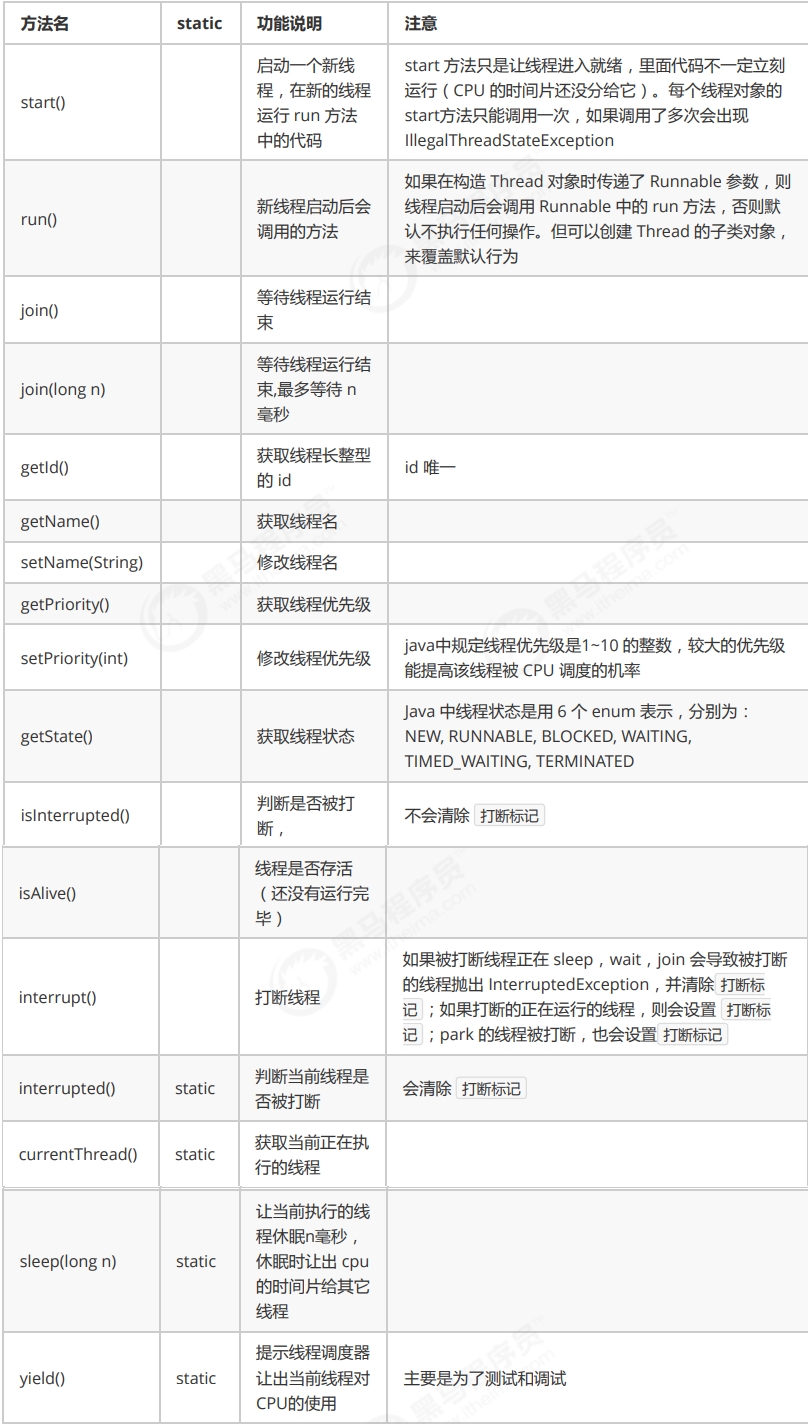 方法名 static 功能说明 注意
start()
启动一个新线
程，在新的线程
运行 run 方法
中的代码
start 方法只是让线程进入就绪，里面代码不一定立刻
运行（CPU 的时间片还没分给它）。每个线程对象的
start方法只能调用一次，如果调用了多次会出现
IllegalThreadStateException
run()
新线程启动后会
调用的方法
如果在构造 Thread 对象时传递了 Runnable 参数，则
线程启动后会调用 Runnable 中的 run 方法，否则默
认不执行任何操作。但可以创建 Thread 的子类对象，
来覆盖默认行为
join()
等待线程运行结
束
join(long n)
等待线程运行结
束,最多等待 n
毫秒
getId()
获取线程长整型
的 id
id 唯一
getName()
获取线程名
setName(String)
修改线程名
getPriority()
获取线程优先级
setPriority(int)
修改线程优先级
java中规定线程优先级是1~10 的整数，较大的优先级
能提高该线程被 CPU 调度的机率
getState()
获取线程状态
Java 中线程状态是用 6 个 enum 表示，分别为：
NEW, RUNNABLE, BLOCKED, WAITING,
TIMED_WAITING, TERMINATED
isInterrupted()
判断是否被打
断，
不会清除 打断标记
isAlive()
线程是否存活
（还没有运行完
毕）
interrupt()
打断线程
如果被打断线程正在 sleep，wait，join 会导致被打断
的线程抛出 InterruptedException，并清除 打断标
记 ；如果打断的正在运行的线程，则会设置 打断标
记 ；park 的线程被打断，也会设置 打断标记
interrupted()
static
判断当前线程是
否被打断
会清除 打断标记
currentThread()
static
获取当前正在执
行的线程
sleep(long n)
static
让当前执行的线
程休眠n毫秒，
休眠时让出 cpu
的时间片给其它
线程
yield()
static
提示线程调度器
让出当前线程对
CPU的使用
主要是为了测试和调试
黑马程序员
www.itheima.com
黑马程序员
www.itheima.com
黑马程序员
www.itheima.com